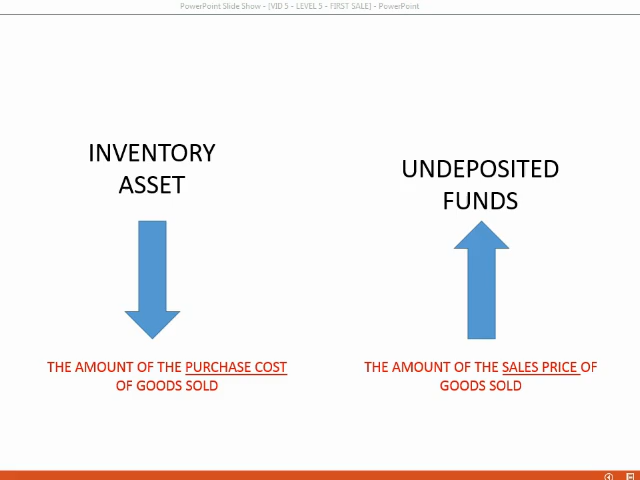 PowerPoint Slide Show - [VID 5 - LEVEL 5 - FIRST SALE] - PowerPoint
INVENTORY
ASSET
THE AMOUNT OF THE PURCHASE COST
OF GOODS SOLD
UNDEPOSITED
FUNDS
THE AMOUNT OF THE SALES PRICE OF
GOODS SOLD